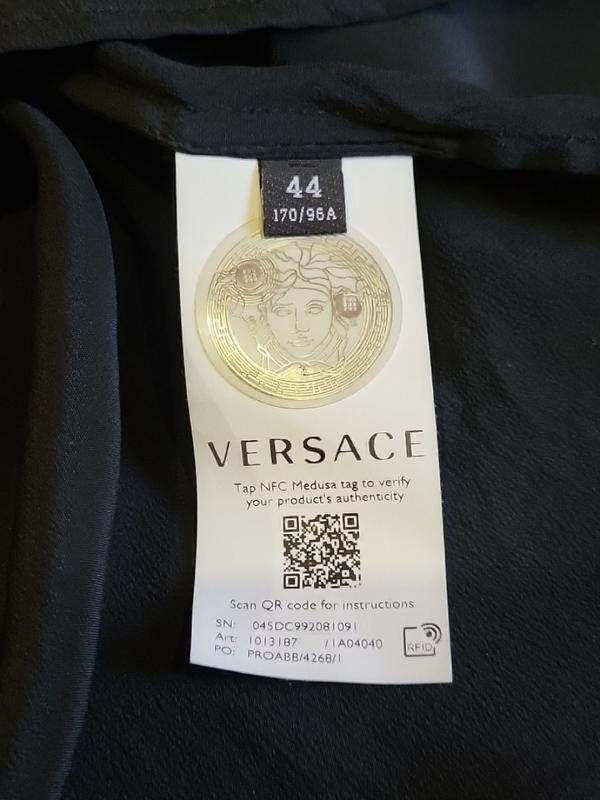 44
170/96A
VERSACE
Tap NFC Medusa tag to verify
your product's authenticity
Scan QR code for instructions
SN: 045DC992081091
Art: 1013187 /1A04040
PO: PROABB/4268/1
RFID